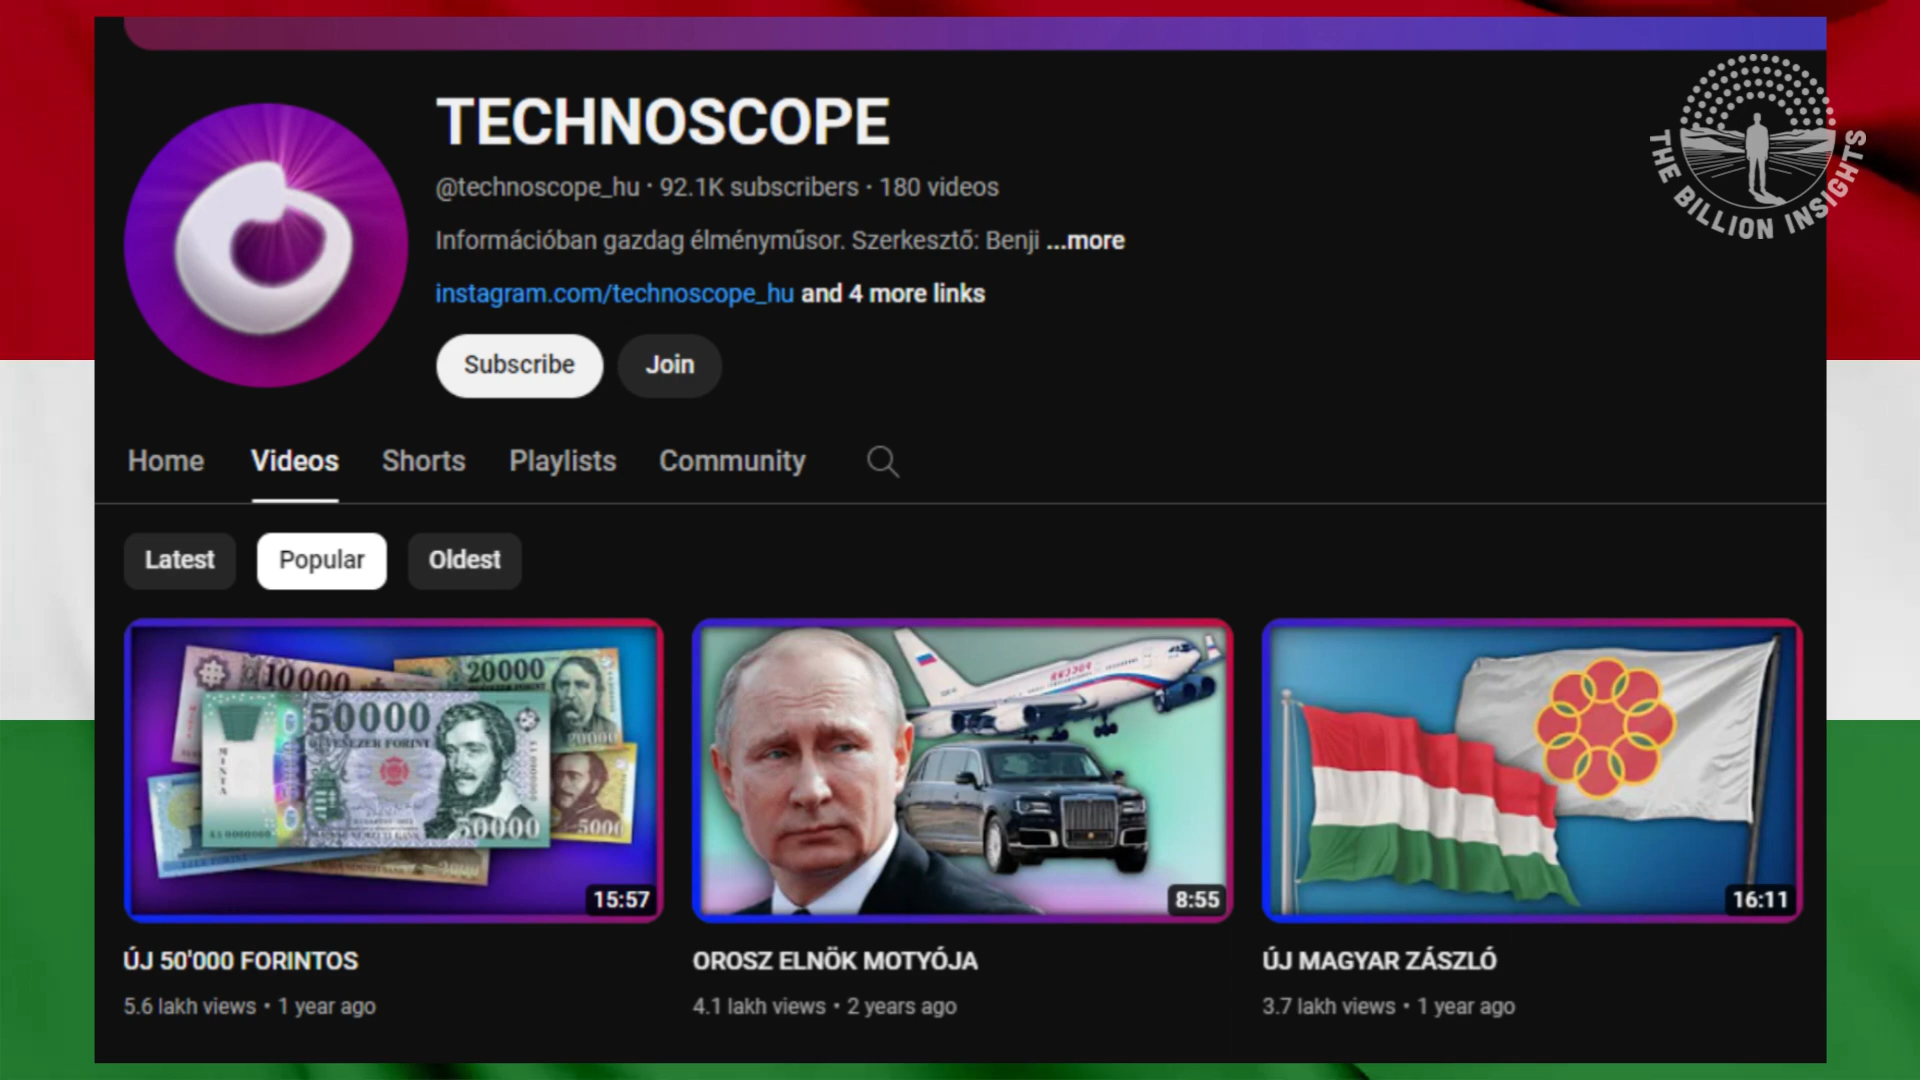 TECHNOSCOPE
@technoscope_hu · 92.1K subscribers · 180 videos
Információban gazdag élményműsor. Szerkesztő: Benji ...more
instagram.com/technoscope_hu and 4 more links
Subscribe
Join
THE BILLION INSIGHTS
Home
Videos
Shorts
Playlists
Community
Latest
Popular
Oldest
10000
20000
50000
ÖTVENEZER FORINT
MINTA
20000
50000
5000
15:57
8:55
16:11
ÚJ 50'000 FORINTOS
5.6 lakh views • 1 year ago
OROSZ ELNÖK MOTYÓJA
4.1 lakh views • 2 years ago
ÚJ MAGYAR ZÁSZLÓ
3.7 lakh views • 1 year ago